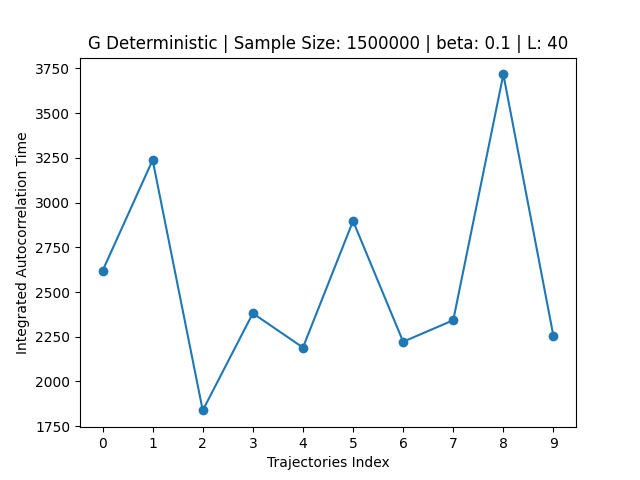 G Deterministic | Sample Size: 1500000 | beta: 0.1 | L: 40
Integrated Autocorrelation Time
3750
3500
3250
3000
2750
2500
2250
2000
1750
0 1 2 3 4 5 6 7 8 9
Trajectories Index